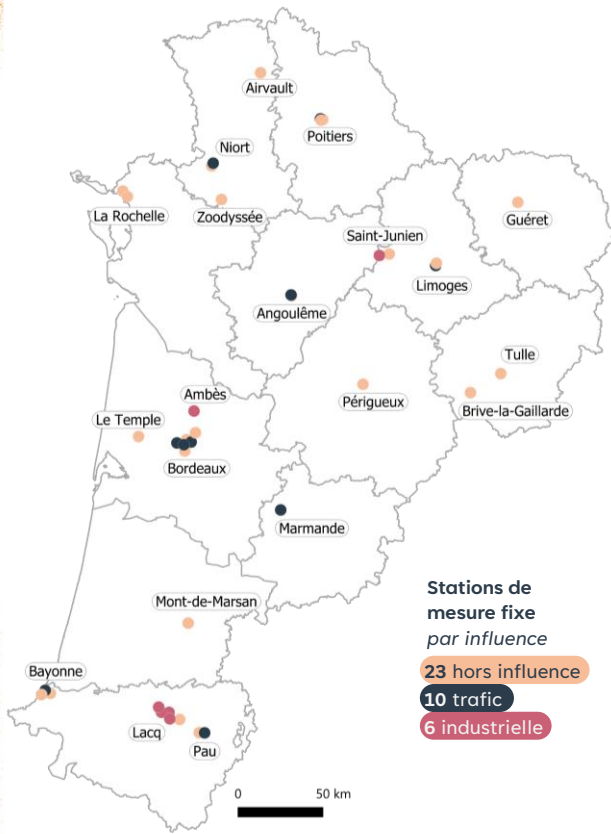 Airvault
Poitiers
Niort
La Rochelle
Zoodyssée
Guéret
Saint-Junien
Limoges
Angoulême
Tulle
Ambès
Périgueux
Brive-la-Gaillarde
Le Temple
Bordeaux
Marmande
Stations de
mesure fixe
par influence
Mont-de-Marsan
23 hors influence
Bayonne
10 trafic
6 industrielle
Lacq
Pau
0 50 km